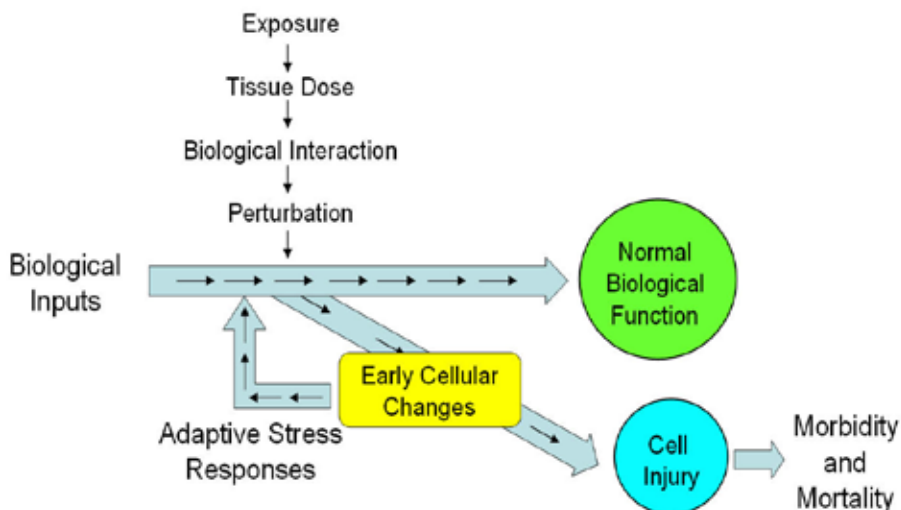 Exposure
Tissue Dose
Biological Interaction
Perturbation
Biological
Inputs
Normal
Biological
Function
Early Cellular
Changes
Adaptive Stress
Responses
Cell
Injury
Morbidity
and
Mortality